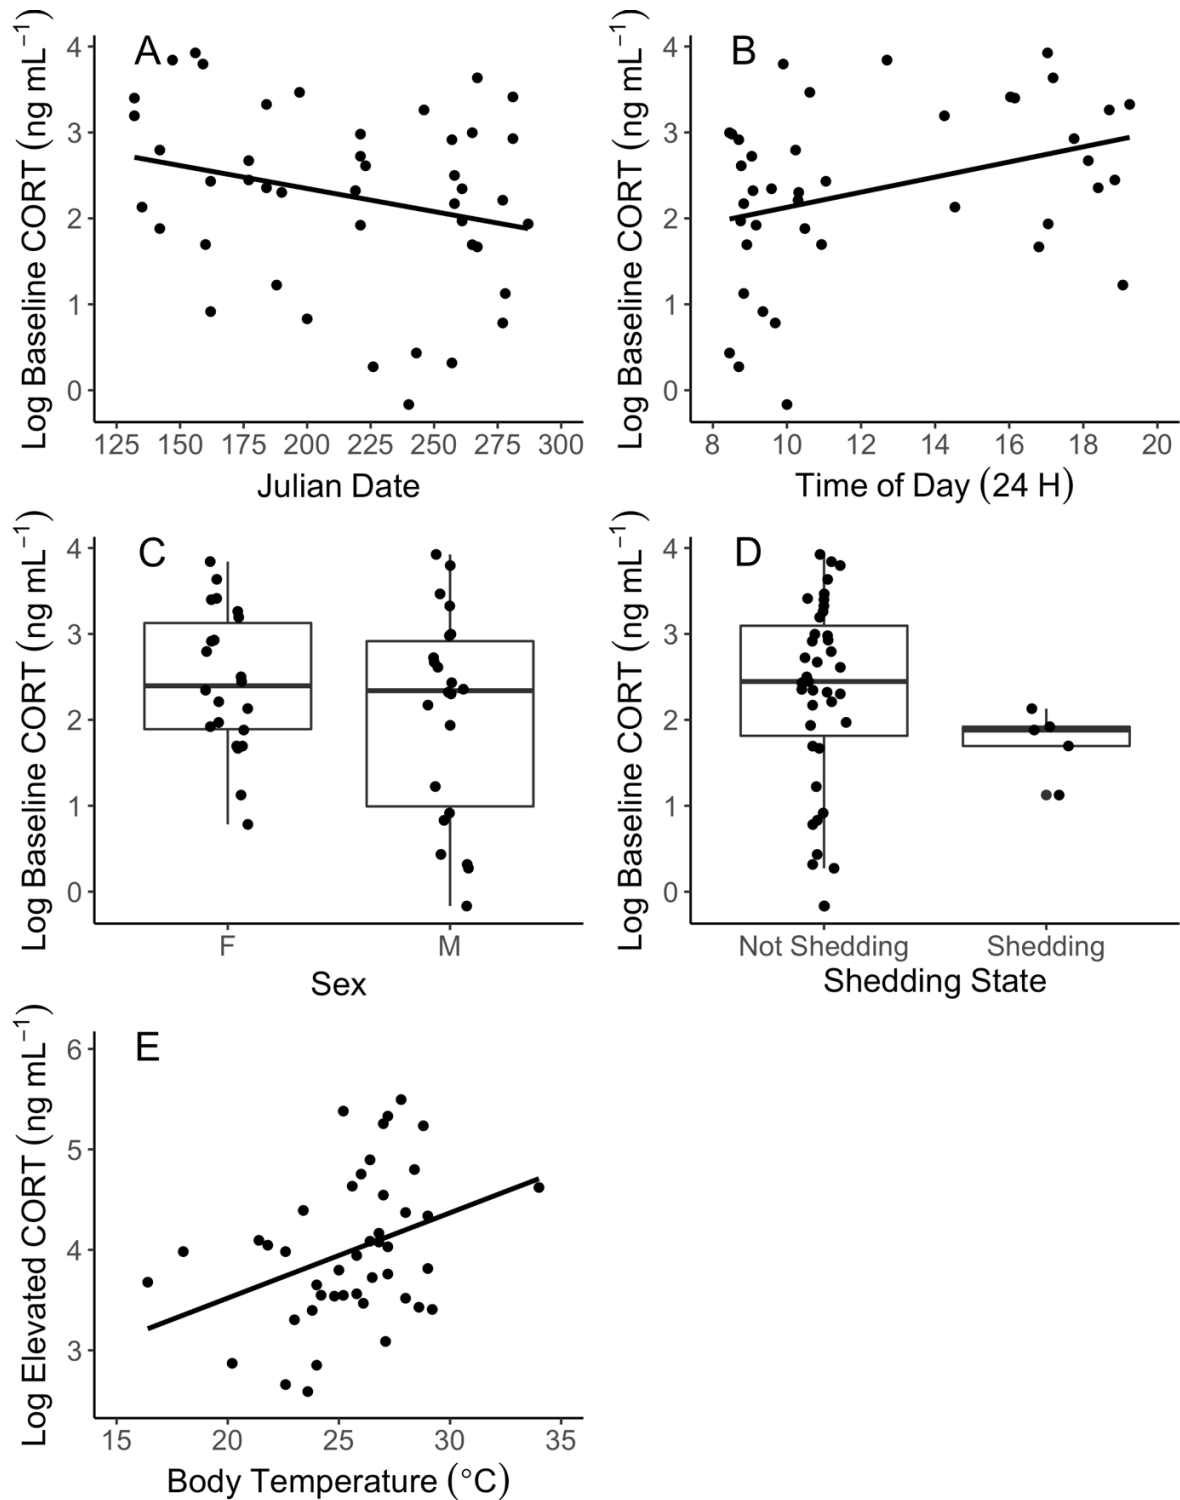 A
Log Baseline CORT (ng mL⁻¹)
4
3
2
1
0
125 150 175 200 225 250 275 300
Julian Date
B
Log Baseline CORT (ng mL⁻¹)
4
3
2
1
0
8 10 12 14 16 18 20
Time of Day (24 H)
C
Log Baseline CORT (ng mL⁻¹)
4
3
2
1
0
F M
Sex
D
Log Baseline CORT (ng mL⁻¹)
4
3
2
1
0
Not Shedding Shedding
Shedding State
E
Log Elevated CORT (ng mL⁻¹)
6
5
4
3
15 20 25 30 35
Body Temperature (°C)